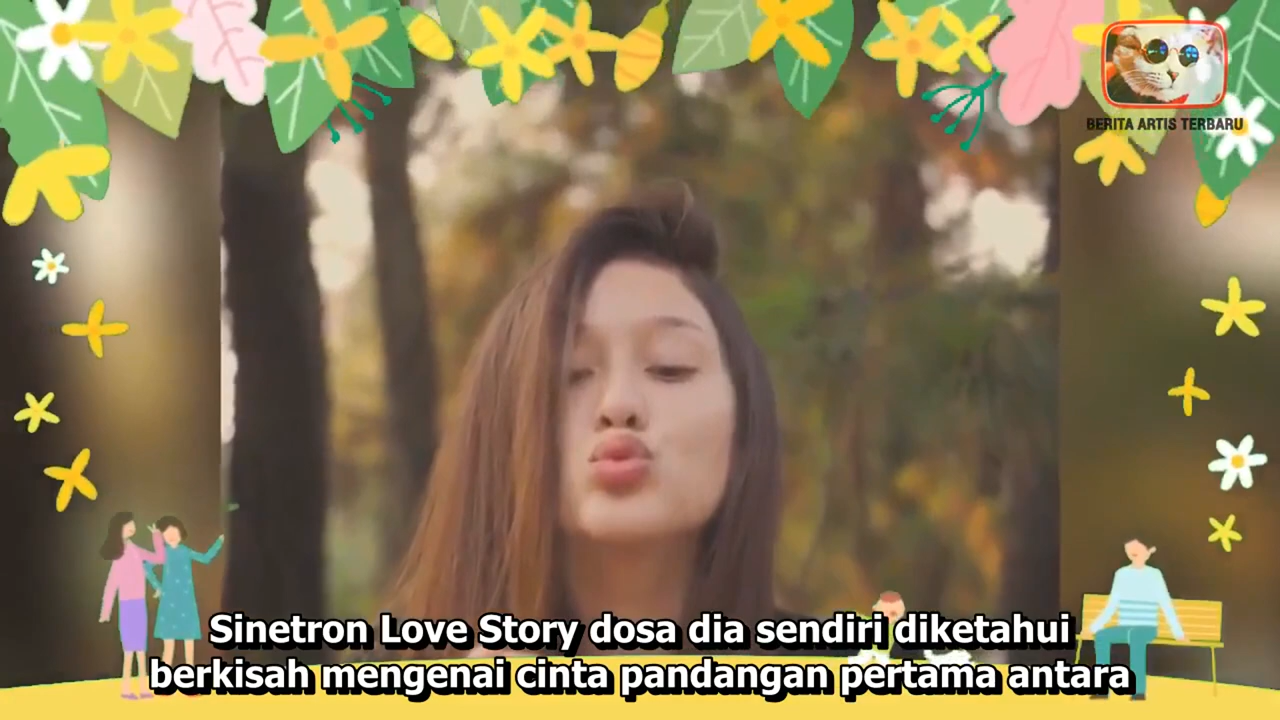 BERITA ARTIS TERBARU
Sinetron Love Story dosa dia sendiri diketahui
berkisah mengenai cinta pandangan pertama antara